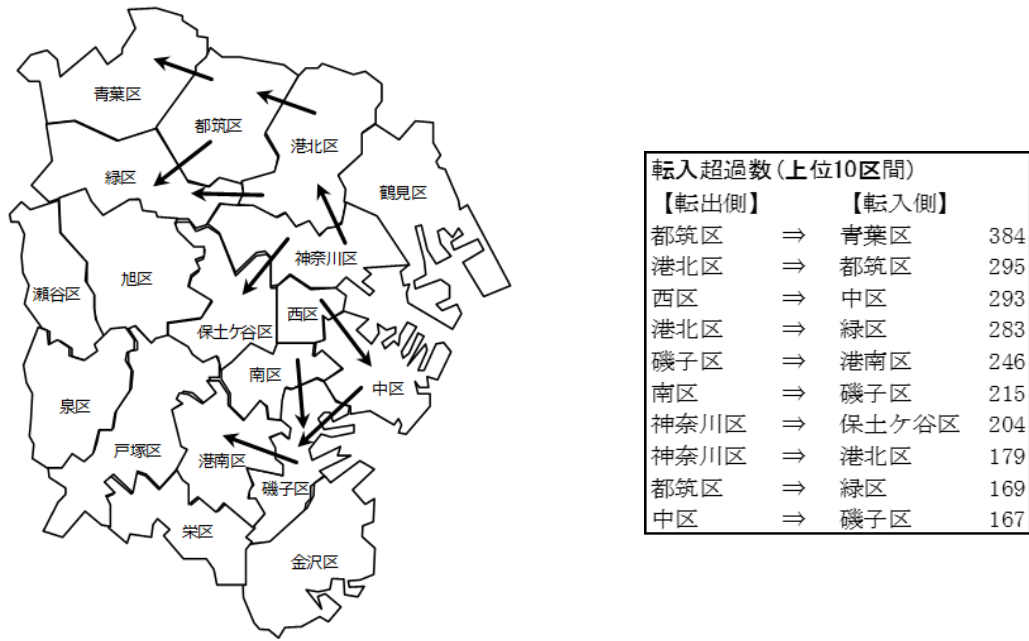 青葉区
都筑区
港北区
緑区
鶴見区
神奈川区
旭区
瀬谷区
西区
保土ケ谷区
南区
中区
泉区
戸塚区
港南区
磯子区
栄区
金沢区
転入超過数(上位10区間)
【転出側】 【転入側】
都筑区 ⇒ 青葉区 384
港北区 ⇒ 都筑区 295
西区 ⇒ 中区 293
港北区 ⇒ 緑区 283
磯子区 ⇒ 港南区 246
南区 ⇒ 磯子区 215
神奈川区 ⇒ 保土ケ谷区 204
神奈川区 ⇒ 港北区 179
都筑区 ⇒ 緑区 169
中区 ⇒ 磯子区 167